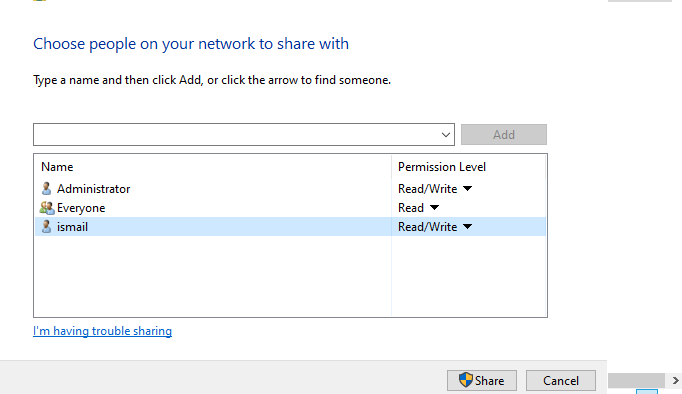 Choose people on your network to share with
Type a name and then click Add, or click the arrow to find someone.
Add
Name Permission Level
Administrator Read/Write
Everyone Read
ismail Read/Write
I'm having trouble sharing
Share Cancel